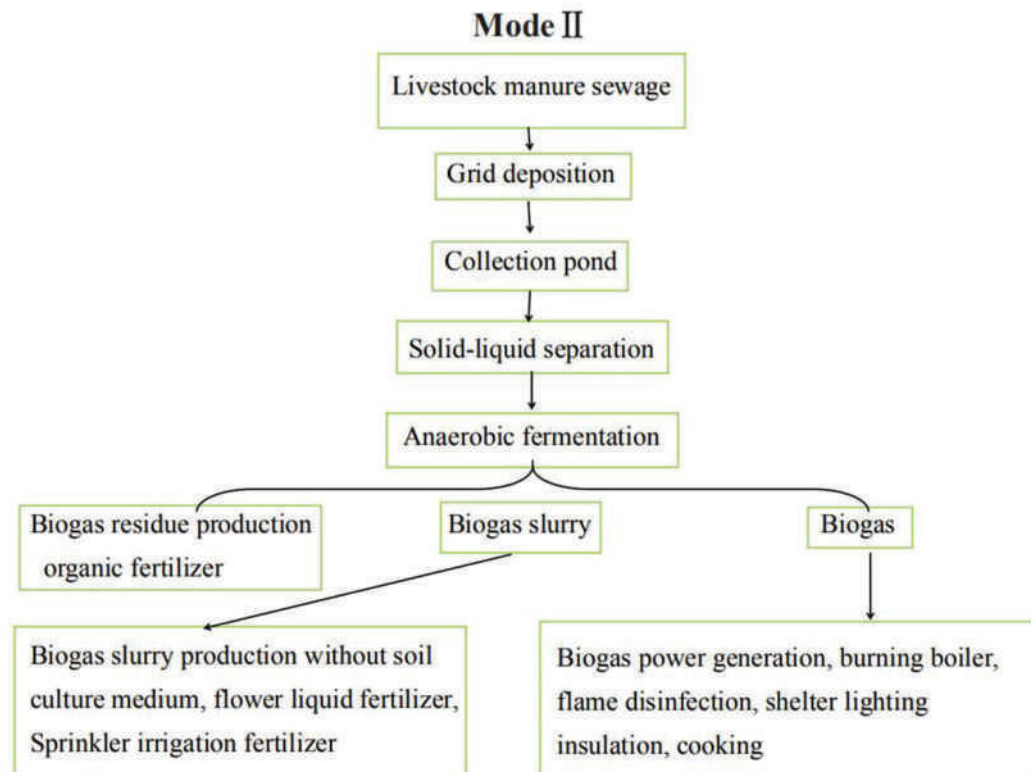 Mode Ⅱ
Livestock manure sewage
Grid deposition
Collection pond
Solid-liquid separation
Anaerobic fermentation
Biogas residue production
organic fertilizer
Biogas slurry
Biogas
Biogas slurry production without soil
culture medium, flower liquid fertilizer,
Sprinkler irrigation fertilizer
Biogas power generation, burning boiler,
flame disinfection, shelter lighting
insulation, cooking